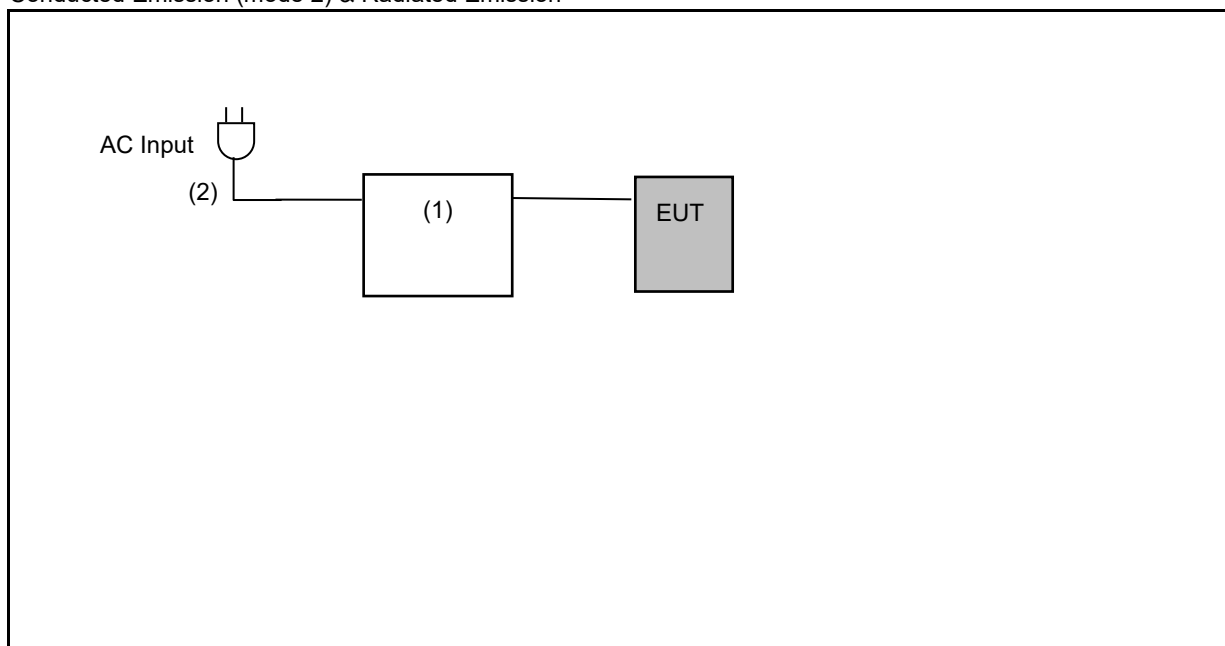 Conducted Emission (mode 2) & Radiated Emission
AC Input
(2)
(1)
EUT